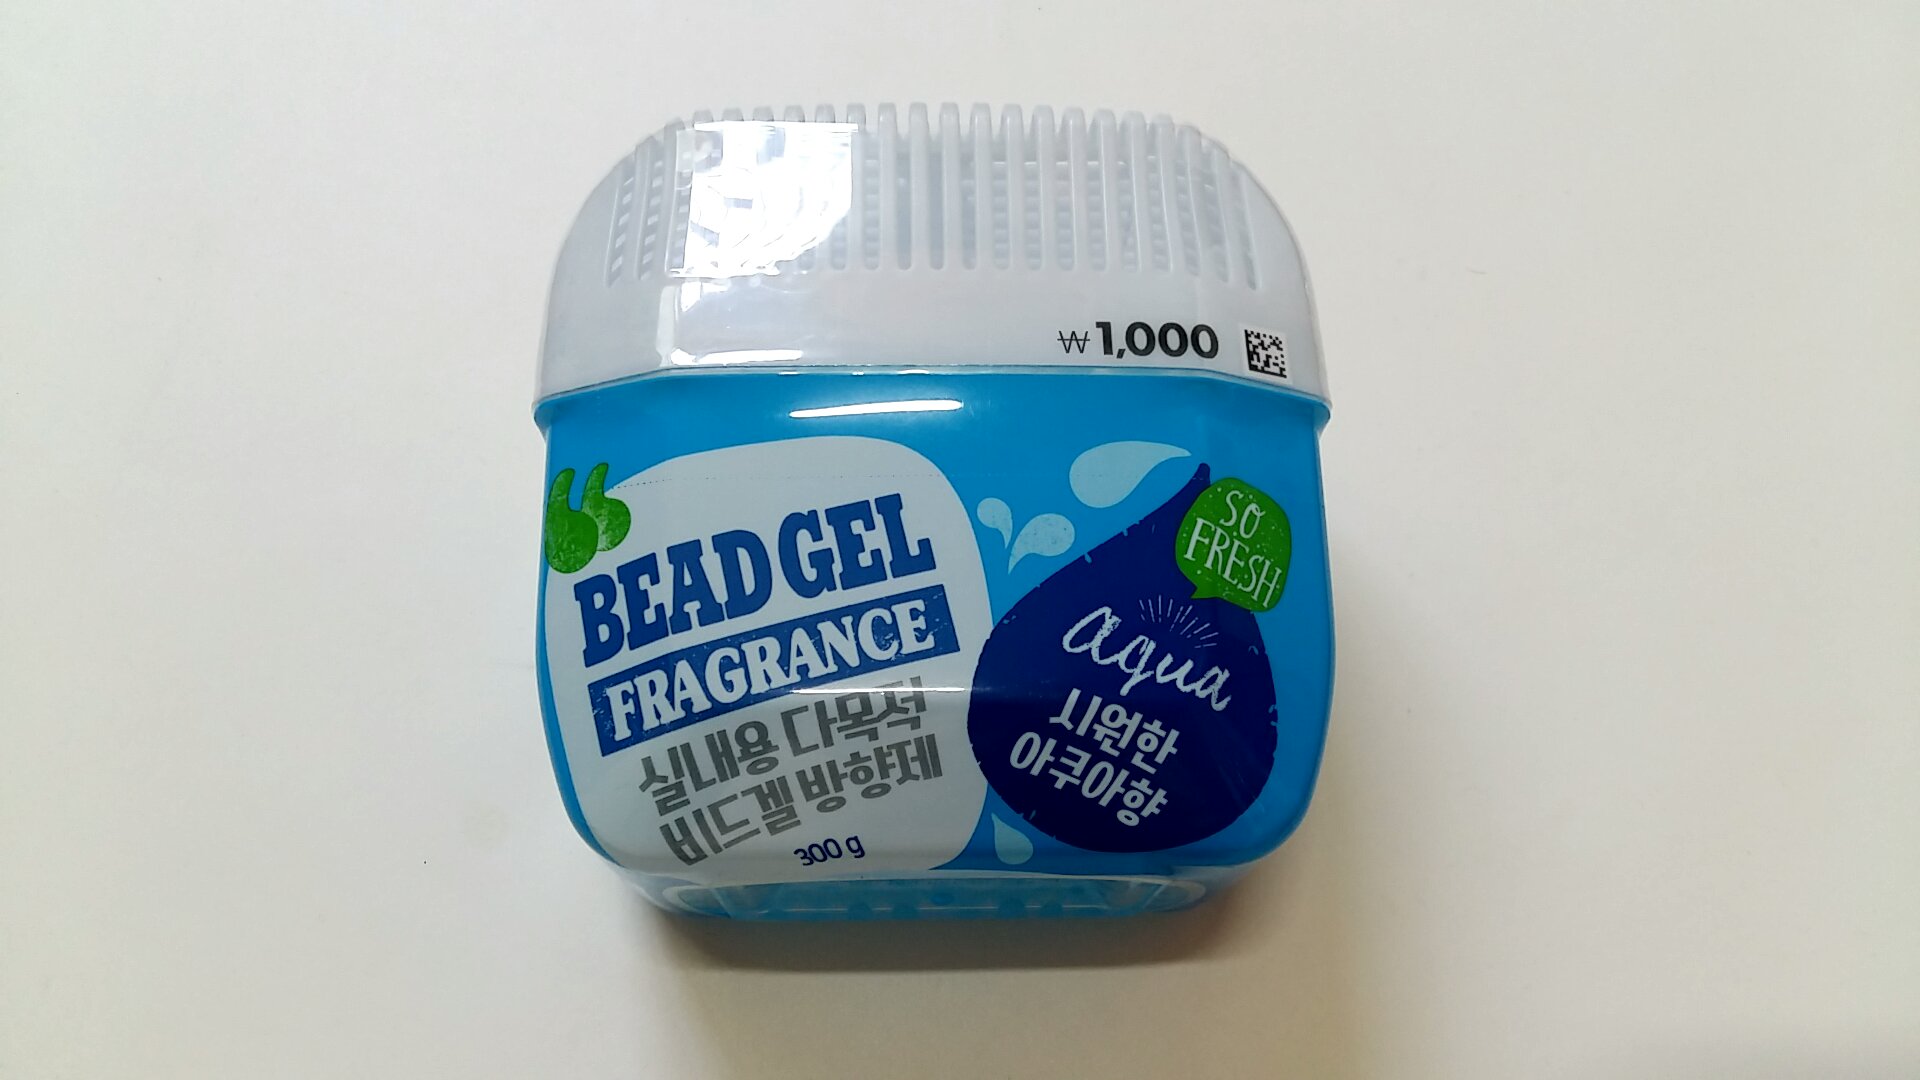 ₩1,000
BEAD GEL
FRAGRANCE
실내용 다목적
비드겔 방향제
300 g
SO
FRESH
aqua
시원한
아쿠아향